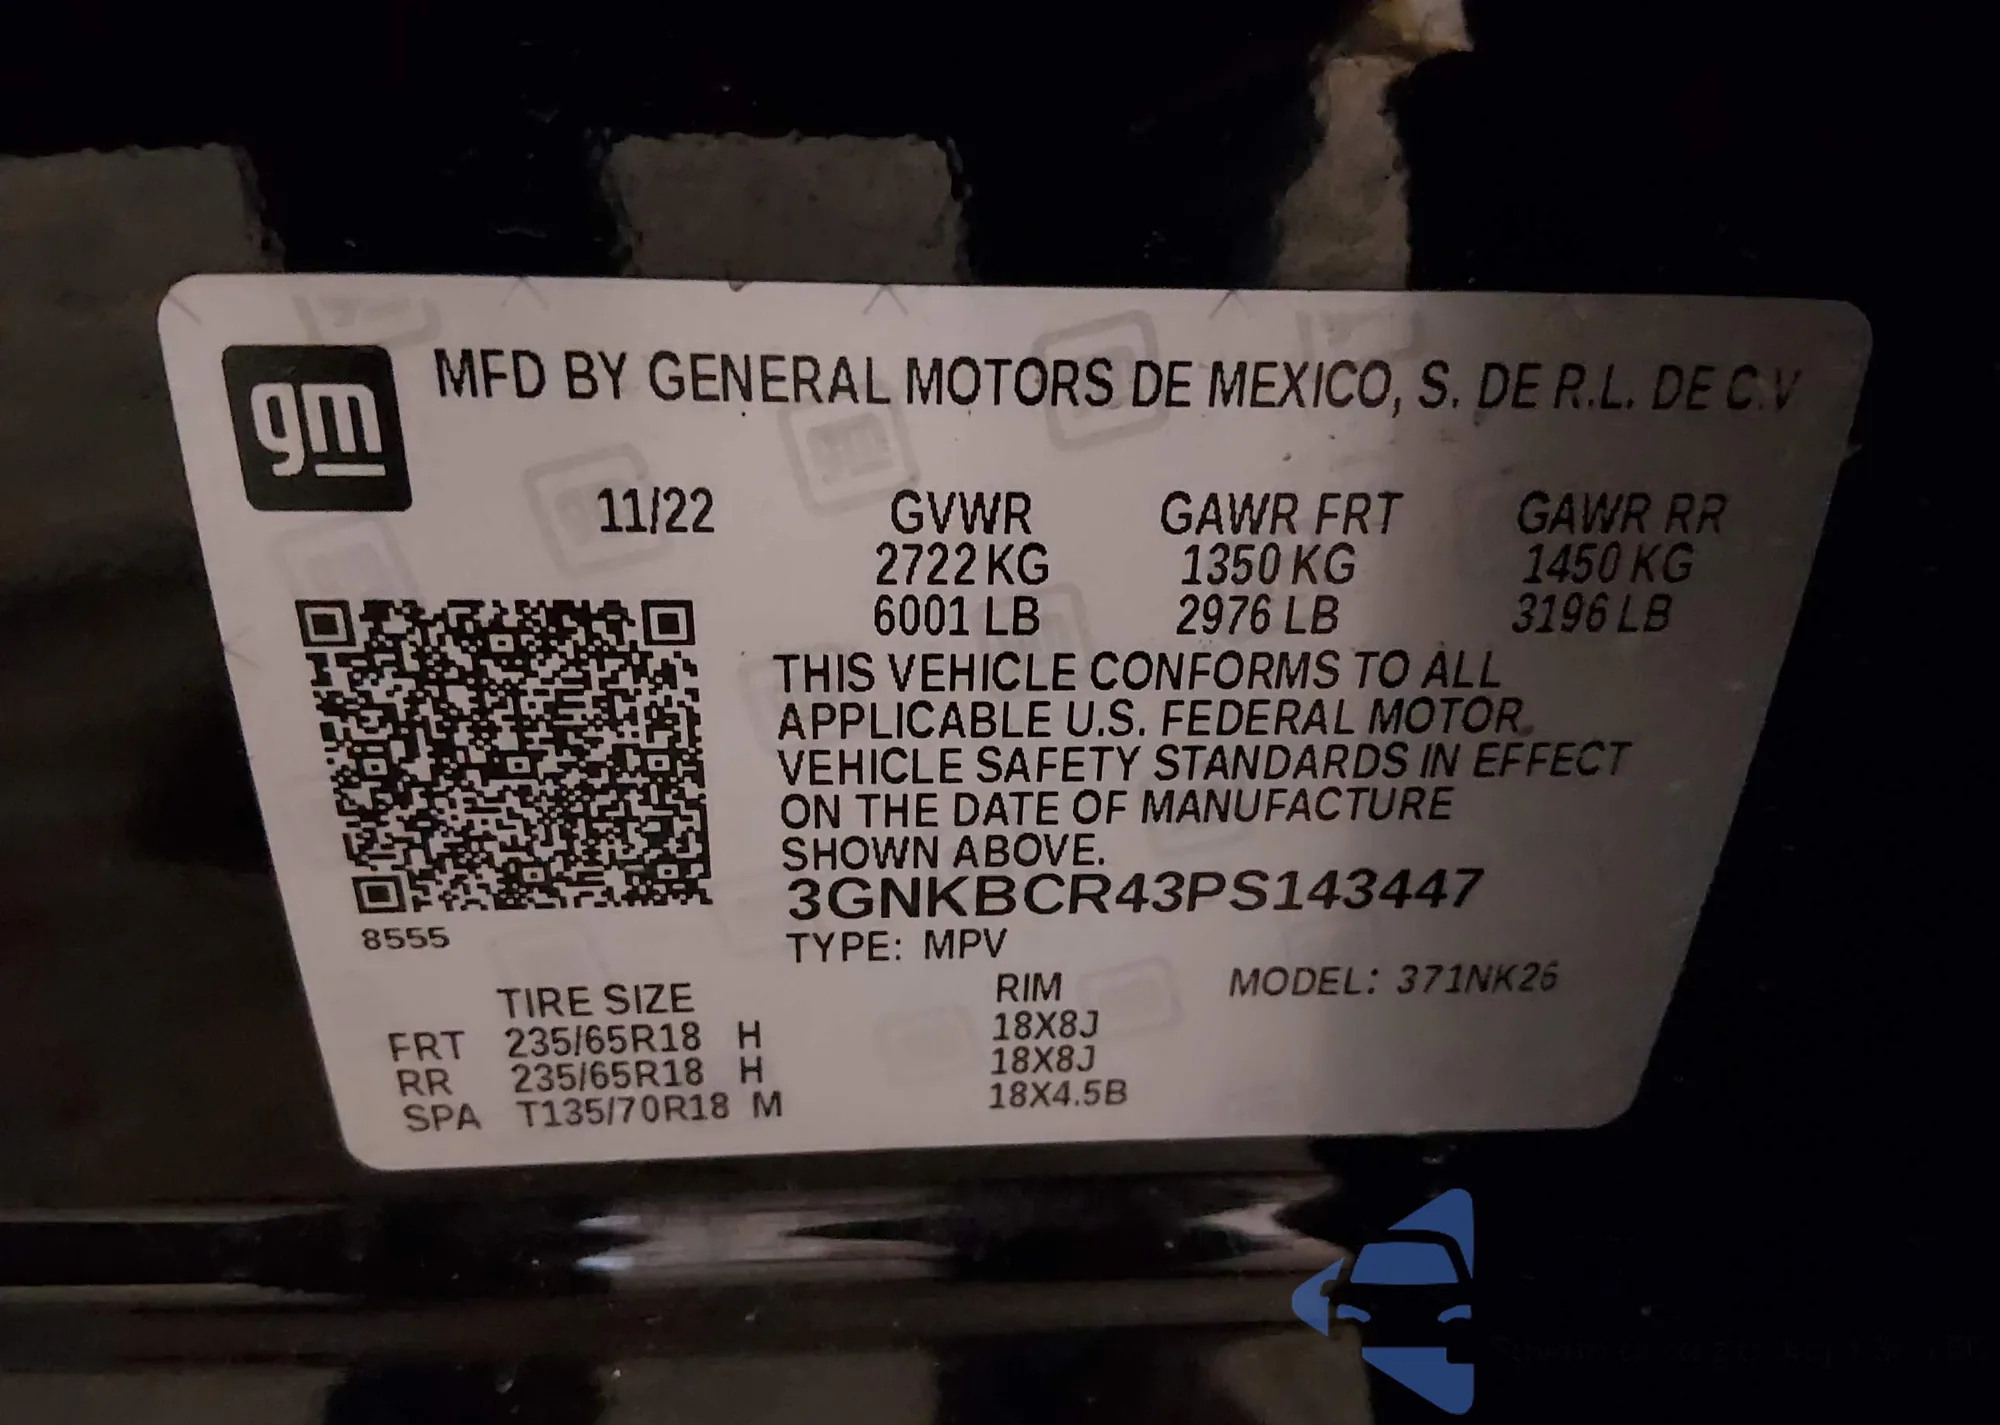 gm
MFD BY GENERAL MOTORS DE MEXICO, S. DE R.L. DE C.V
11/22 GVWR GAWR FRT GAWR RR
2722 KG 1350 KG 1450 KG
6001 LB 2976 LB 3196 LB
THIS VEHICLE CONFORMS TO ALL
APPLICABLE U.S. FEDERAL MOTOR
VEHICLE SAFETY STANDARDS IN EFFECT
ON THE DATE OF MANUFACTURE
SHOWN ABOVE.
3GNKBCR43PS143447
8555
TYPE: MPV
TIRE SIZE RIM MODEL: 371NK26
FRT 235/65R18 H 18X8J
RR 235/65R18 H 18X8J
SPA T135/70R18 M 18X4.5B